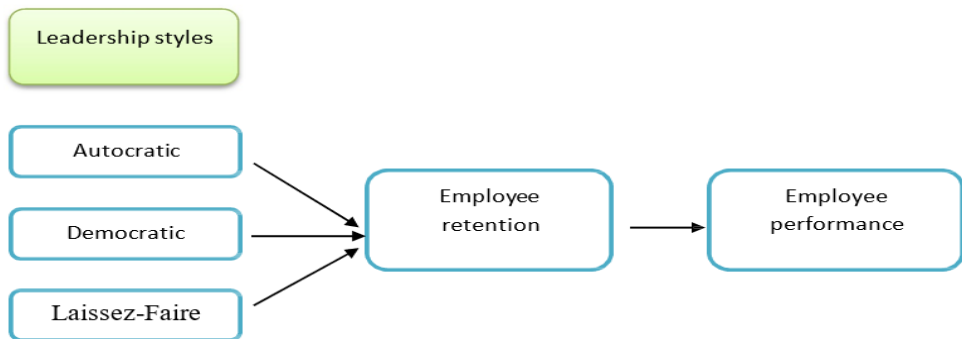 Leadership styles
Autocratic
Democratic
Laissez-Faire
Employee
retention
Employee
performance